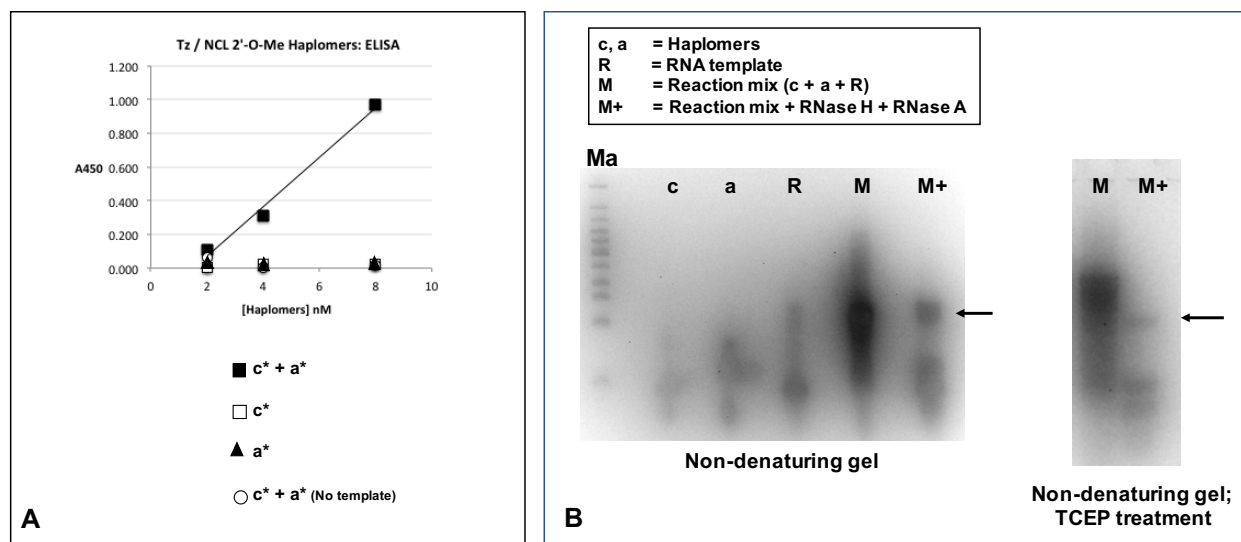 Tz / NCL 2'-O-Me Haplomers: ELISA
1.200
1.000
0.800
A450 0.600
0.400
0.200
0.000
0 2 4 6 8 10
[Haplomers] nM
c* + a*
c*
a*
c* + a* (No template)
A
c, a = Haplomers
R = RNA template
M = Reaction mix (c + a + R)
M+ = Reaction mix + RNase H + RNase A
Ma
c a R M M+
Non-denaturing gel
M M+
Non-denaturing gel;
TCEP treatment
B